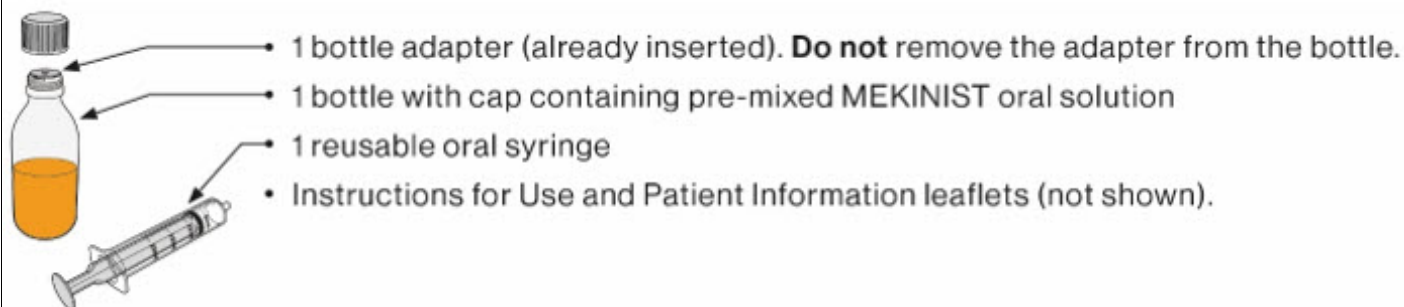 • 1 bottle adapter (already inserted). Do not remove the adapter from the bottle.
• 1 bottle with cap containing pre-mixed MEKINIST oral solution
• 1 reusable oral syringe
• Instructions for Use and Patient Information leaflets (not shown).